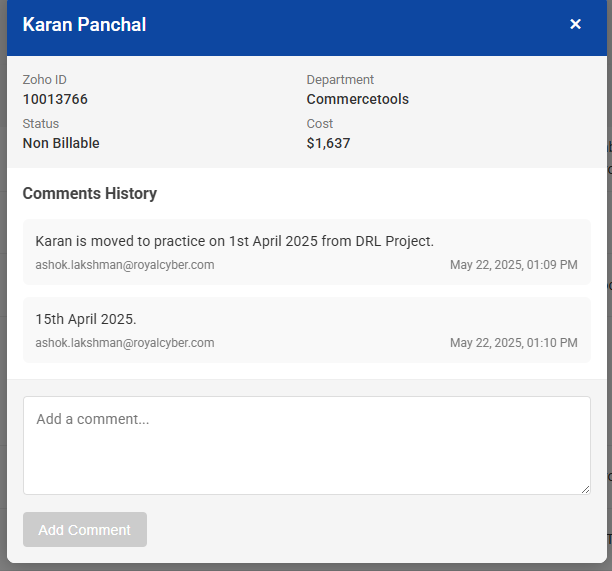 Karan Panchal
Zoho ID
10013766
Department
Commercetools
Status
Non Billable
Cost
$1,637
Comments History
Karan is moved to practice on 1st April 2025 from DRL Project.
ashok.lakshman@royalcyber.com
May 22, 2025, 01:09 PM
15th April 2025.
ashok.lakshman@royalcyber.com
May 22, 2025, 01:10 PM
Add a comment...
Add Comment